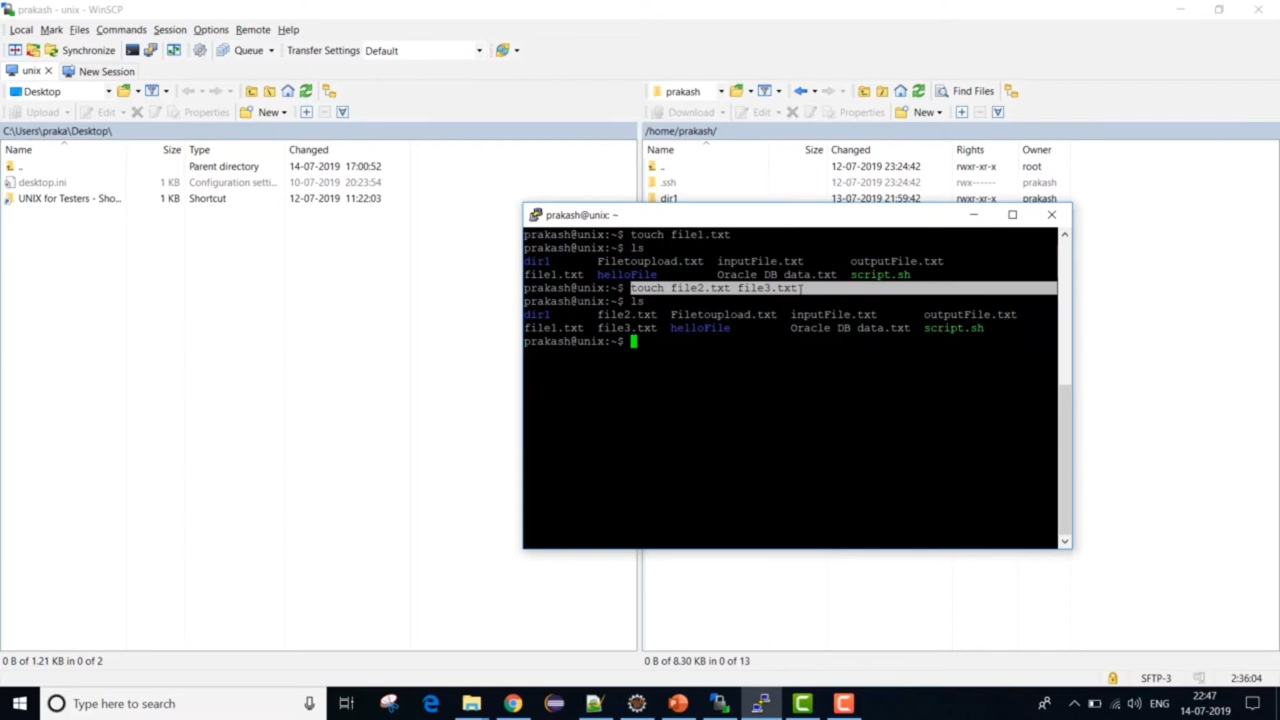 prakash - unix - WinSCP
Local Mark Files Commands Session Options Remote Help
Synchronize Queue Transfer Settings Default
unix New Session
Desktop
Upload Edit Properties New
C:\Users\praka\Desktop\
Name Size Type Changed
.. Parent directory 14-07-2019 17:00:52
desktop.ini 1 KB Configuration setti... 10-07-2019 20:23:54
UNIX for Testers - Sho... 1 KB Shortcut 12-07-2019 11:22:03
prakash Find Files
Download Edit Properties New
/home/prakash/
Name Size Changed Rights Owner
.. 12-07-2019 23:24:42 rwxr-xr-x root
.ssh 12-07-2019 23:24:42 rwx------ prakash
dir1 13-07-2019 21:59:42 rwxr-xr-x prakash
prakash@unix: ~
prakash@unix:~$ touch file1.txt
prakash@unix:~$ ls
dir1 Filetoupload.txt inputFile.txt outputFile.txt
file1.txt helloFile Oracle DB data.txt script.sh
prakash@unix:~$ touch file2.txt file3.txt
prakash@unix:~$ ls
dir1 file2.txt Filetoupload.txt inputFile.txt outputFile.txt
file1.txt file3.txt helloFile Oracle DB data.txt script.sh
prakash@unix:~$
0 B of 1.21 KB in 0 of 2
0 B of 8.30 KB in 0 of 13
SFTP-3 2:36:04
Type here to search
ENG
22:47
14-07-2019